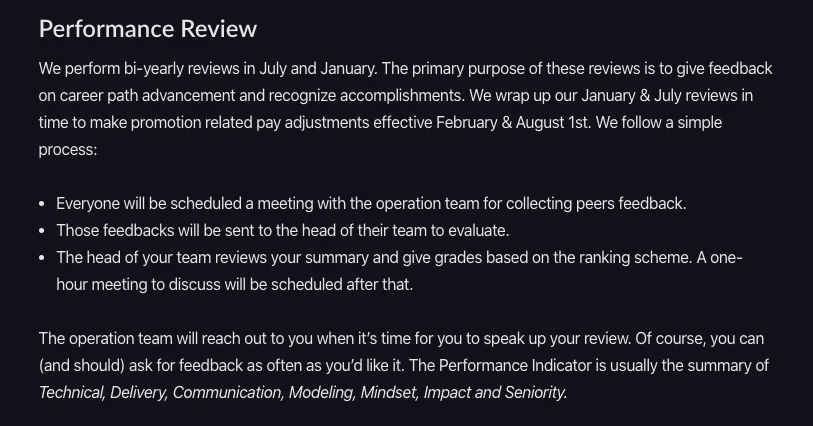 Performance Review
We perform bi-yearly reviews in July and January. The primary purpose of these reviews is to give feedback
on career path advancement and recognize accomplishments. We wrap up our January & July reviews in
time to make promotion related pay adjustments effective February & August 1st. We follow a simple
process:
• Everyone will be scheduled a meeting with the operation team for collecting peers feedback.
• Those feedbacks will be sent to the head of their team to evaluate.
• The head of your team reviews your summary and give grades based on the ranking scheme. A one-
hour meeting to discuss will be scheduled after that.
The operation team will reach out to you when it’s time for you to speak up your review. Of course, you can
(and should) ask for feedback as often as you’d like it. The Performance Indicator is usually the summary of
Technical, Delivery, Communication, Modeling, Mindset, Impact and Seniority.